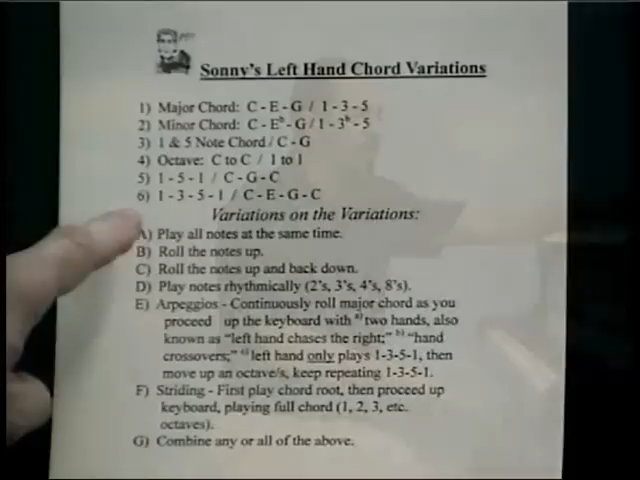 Sonny's Left Hand Chord Variations
1) Major Chord: C - E - G / 1 - 3 - 5
2) Minor Chord: C - Eᵇ - G / 1 - 3ᵇ - 5
3) 1 & 5 Note Chord / C - G
4) Octave: C to C / 1 to 1
5) 1 - 5 - 1 / C - G - C
6) 1 - 3 - 5 - 1 / C - E - G - C
Variations on the Variations:
A) Play all notes at the same time.
B) Roll the notes up.
C) Roll the notes up and back down.
D) Play notes rhythmically (2's, 3's, 4's, 8's).
E) Arpeggios - Continuously roll major chord as you
proceed up the keyboard with ᵃ⁾ two hands, also
known as "left hand chases the right;" ᵇ⁾ "hand
crossovers;" ᶜ⁾ left hand only plays 1-3-5-1, then
move up an octave/s, keep repeating 1-3-5-1.
F) Striding - First play chord root, then proceed up
keyboard, playing full chord (1, 2, 3, etc.
octaves).
G) Combine any or all of the above.